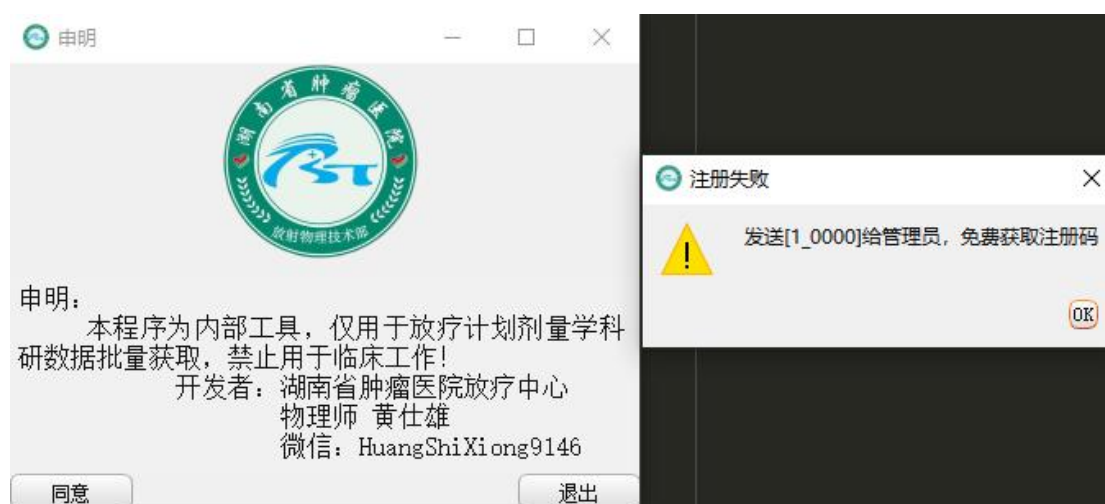 申明
湖南省肿瘤医院
放射物理技术部
申明:
本程序为内部工具，仅用于放疗计划剂量学科
研数据批量获取，禁止用于临床工作!
开发者：湖南省肿瘤医院放疗中心
物理师 黄仕雄
微信：HuangShiXiong9146
同意
退出
注册失败
发送[1_0000]给管理员，免费获取注册码
OK